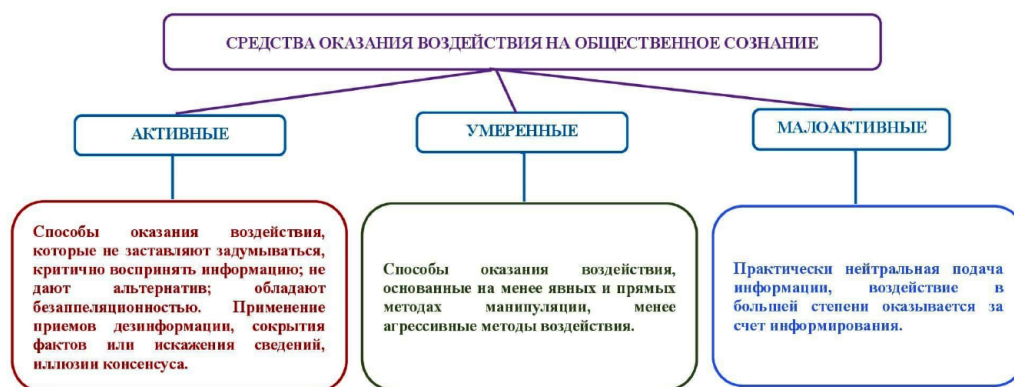 СРЕДСТВА ОКАЗАНИЯ ВОЗДЕЙСТВИЯ НА ОБЩЕСТВЕННОЕ СОЗНАНИЕ
АКТИВНЫЕ
УМЕРЕННЫЕ
МАЛОАКТИВНЫЕ
Способы оказания воздействия,
которые не заставляют задумываться,
критично воспринять информацию; не
дают альтернатив; обладают
безаппеляционностью. Применение
приемов дезинформации, сокрытия
фактов или искажения сведений,
иллюзии консенсуса.
Способы оказания воздействия,
основанные на менее явных и прямых
методах манипуляции, менее
агрессивные методы воздействия.
Практически нейтральная подача
информации, воздействие в
большей степени оказывается за
счет информирования.